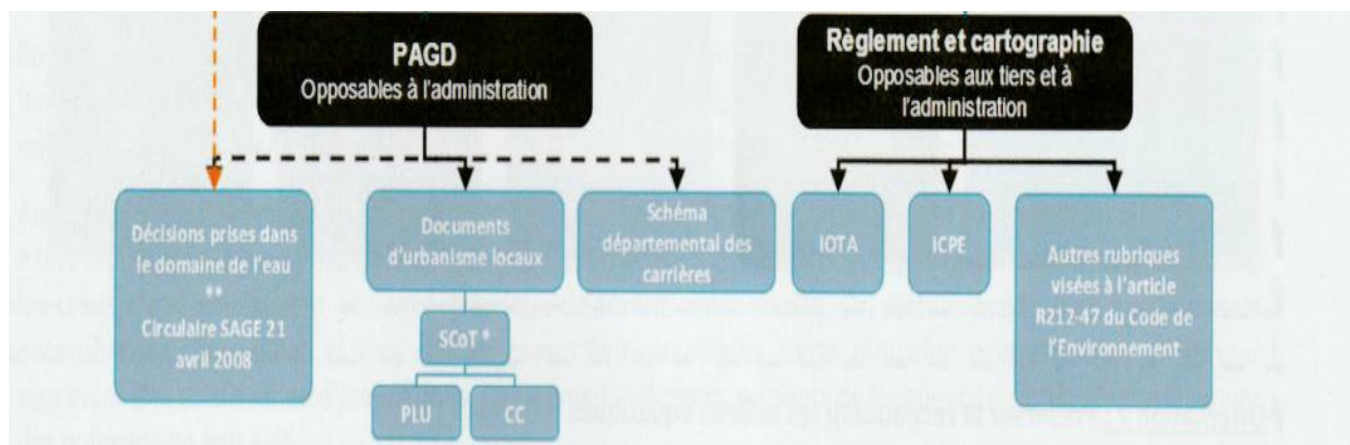 PAGD
Opposables à l'administration
Règlement et cartographie
Opposables aux tiers et à
l'administration
Décisions prises dans
le domaine de l'eau
**
Circulaire SAGE 21
avril 2008
Documents
d'urbanisme locaux
Schéma
départemental des
carrières
IOTA
ICPE
Autres rubriques
visées à l'article
R212-47 du Code de
l'Environnement
SCoT *
PLU
CC